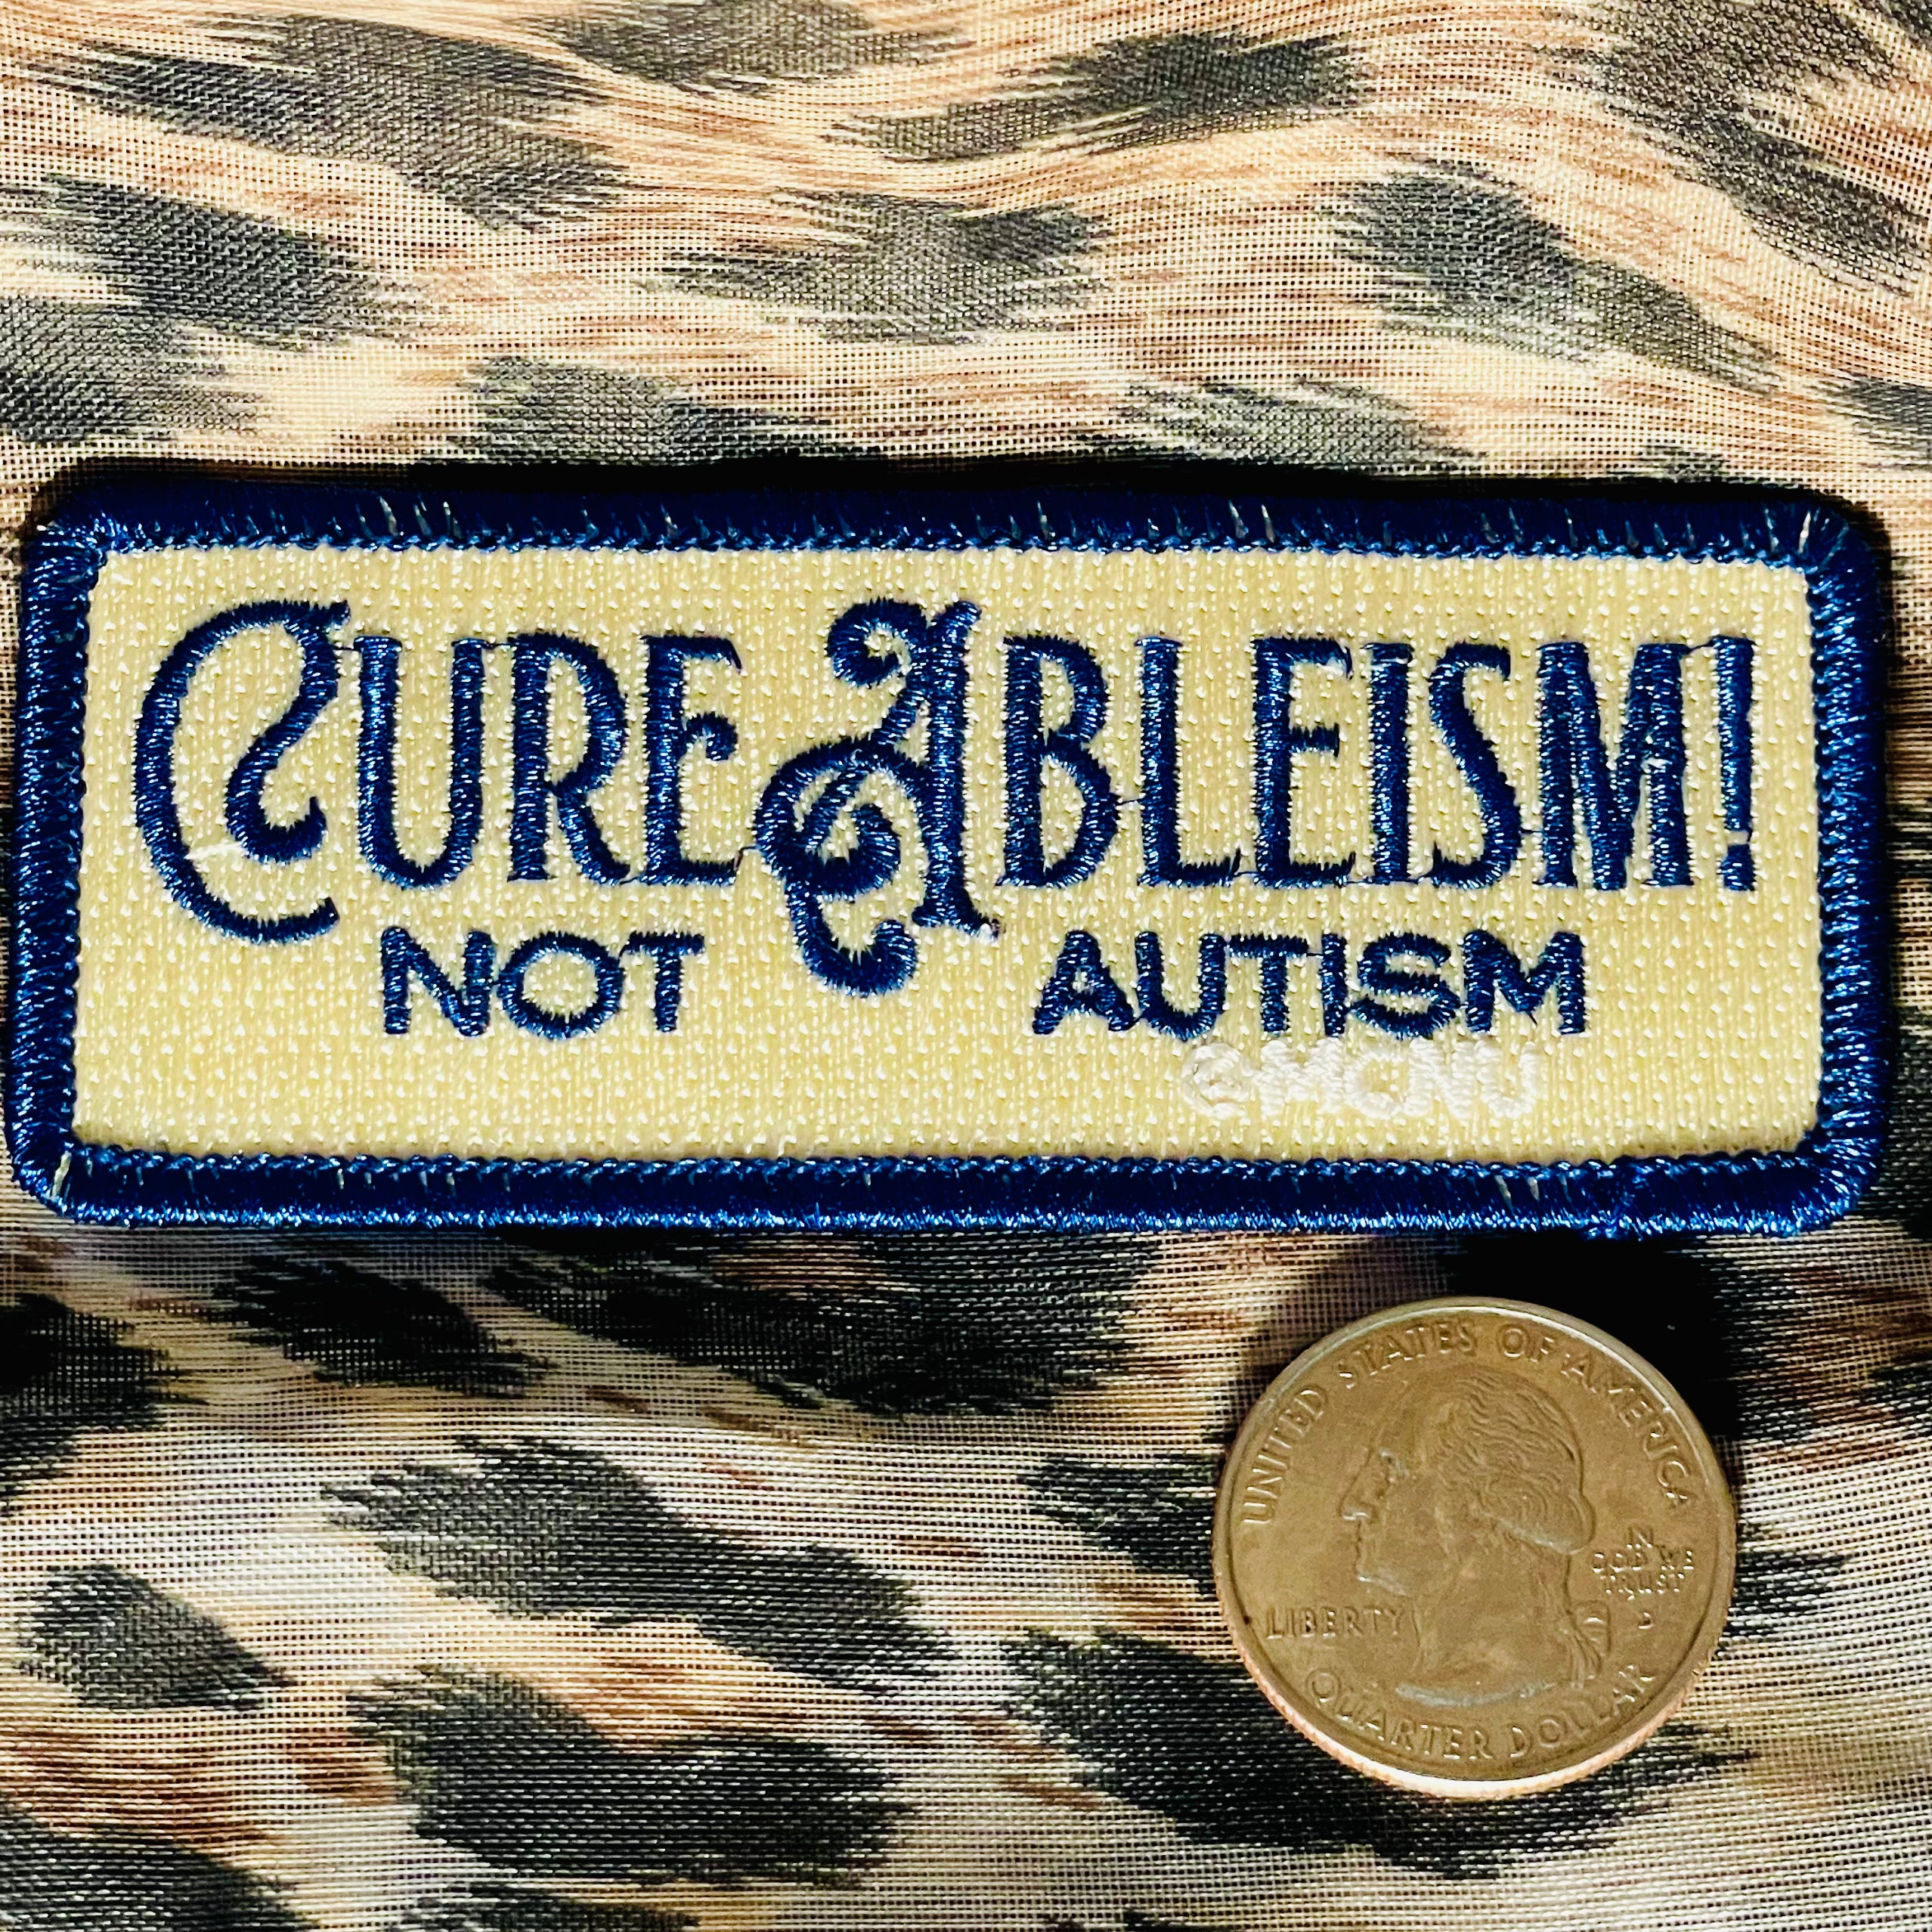 CURE ABLEISM!
NOT AUTISM
UNITED STATES OF AMERICA
IN
GOD WE
TRUST
LIBERTY
D
QUARTER DOLLAR